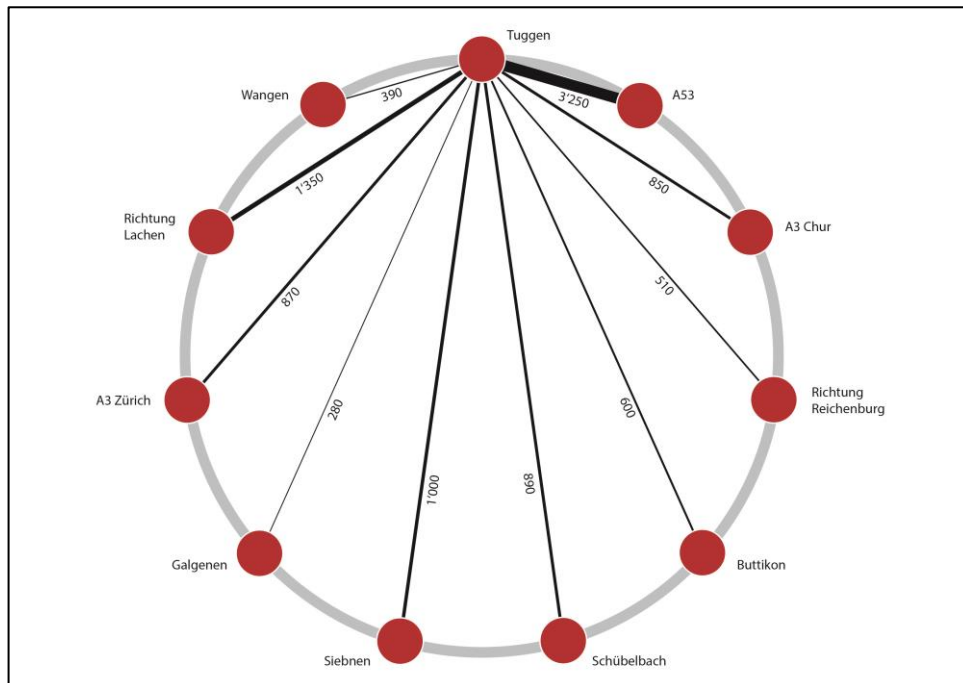 Tuggen
Wangen
390
3'250
A53
1'350
850
Richtung
Lachen
A3 Chur
870
510
A3 Zürich
Richtung
Reichenburg
280
600
1'000
890
Galgenen
Buttikon
Siebnen
Schübelbach